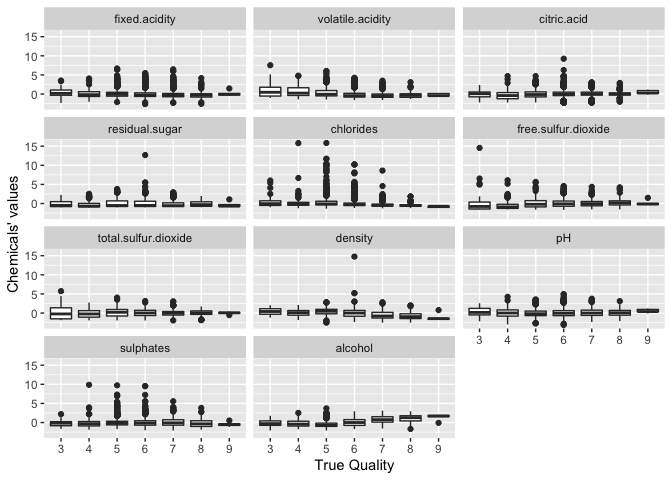 fixed.acidity volatile.acidity citric.acid
15
10
5
0
residual.sugar chlorides free.sulfur.dioxide
15
10
5
0
total.sulfur.dioxide density pH
15
10
5
0
3 4 5 6 7 8 9
sulphates alcohol
15
10
5
0
3 4 5 6 7 8 9 3 4 5 6 7 8 9
True Quality
Chemicals' values